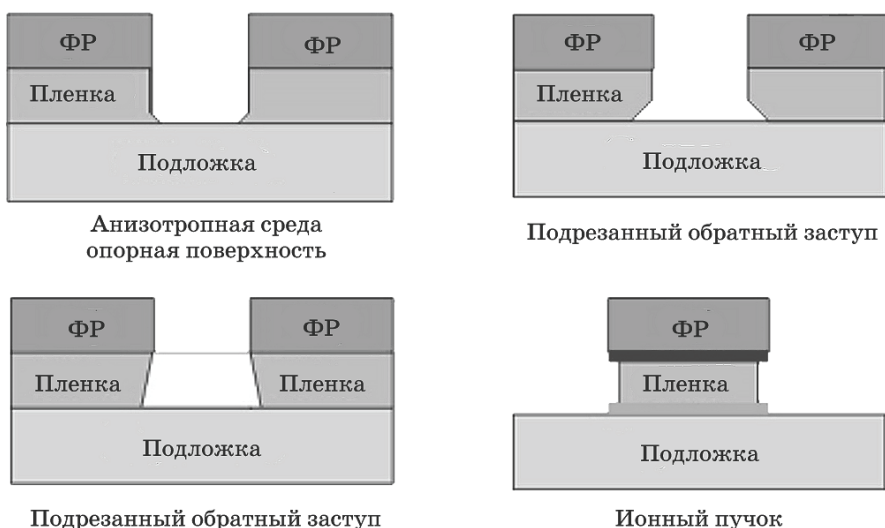 ФР ФР
Пленка
Подложка
Анизотропная среда
опорная поверхность
ФР ФР
Пленка
Подложка
Подрезанный обратный заступ
ФР ФР
Пленка Пленка
Подложка
Подрезанный обратный заступ
ФР
Пленка
Подложка
Ионный пучок